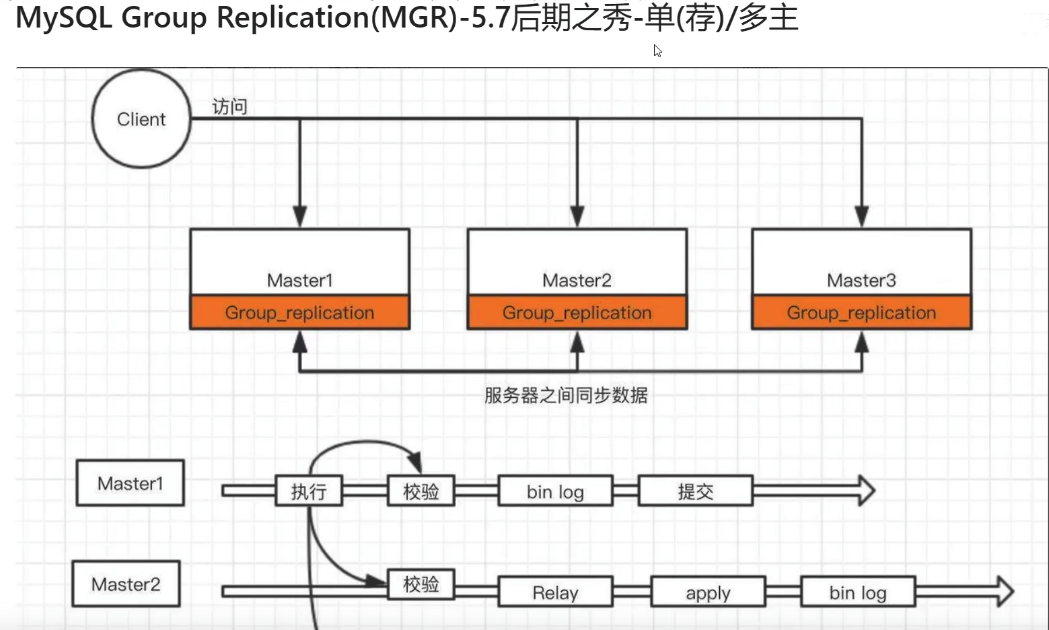 MySQL Group Replication(MGR)-5.7后期之秀-单(荐)/多主
Client
访问
Master1
Master2
Master3
Group_replication
Group_replication
Group_replication
服务器之间同步数据
Master1
执行
校验
bin log
提交
Master2
校验
Relay
apply
bin log